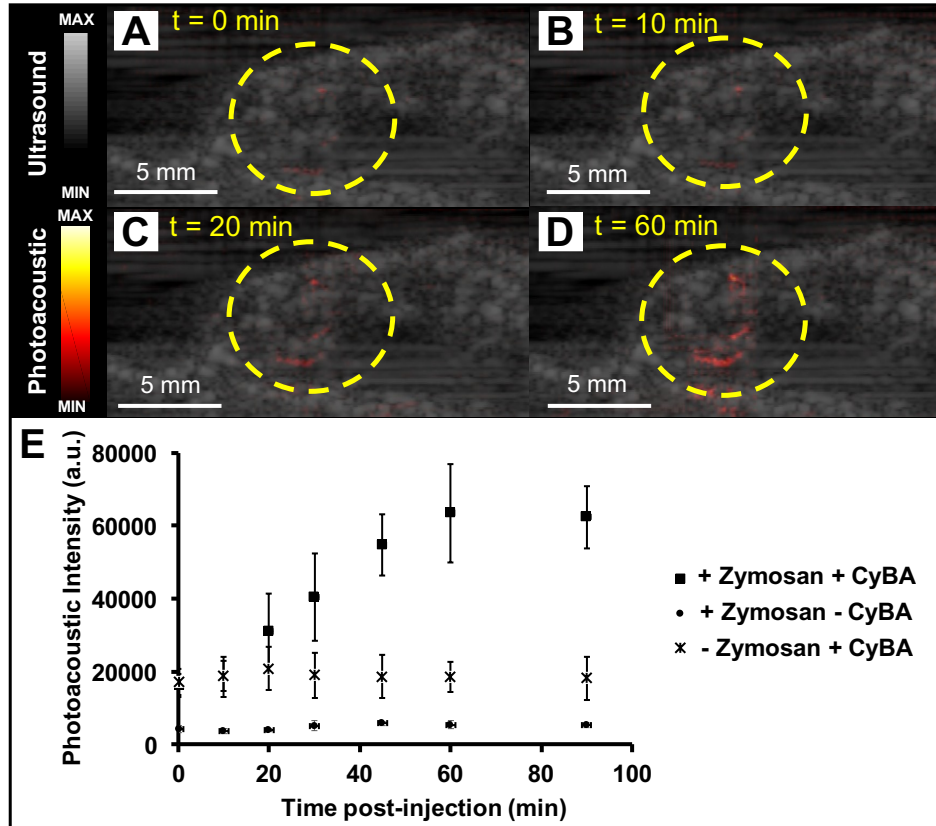 MAX
Ultrasound
MIN
A t = 0 min
5 mm
B t = 10 min
5 mm
MAX
Photoacoustic
MIN
C t = 20 min
5 mm
D t = 60 min
5 mm
E
Photoacoustic Intensity (a.u.)
80000
60000
40000
20000
0
0 20 40 60 80 100
Time post-injection (min)
+ Zymosan + CyBA
+ Zymosan - CyBA
- Zymosan + CyBA